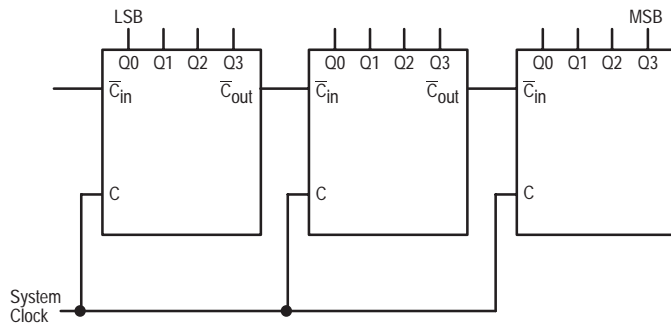 LSB MSB
Q0 Q1 Q2 Q3 Q0 Q1 Q2 Q3 Q0 Q1 Q2 Q3
C̅in C̅out C̅in C̅out C̅in
C C C
System
Clock